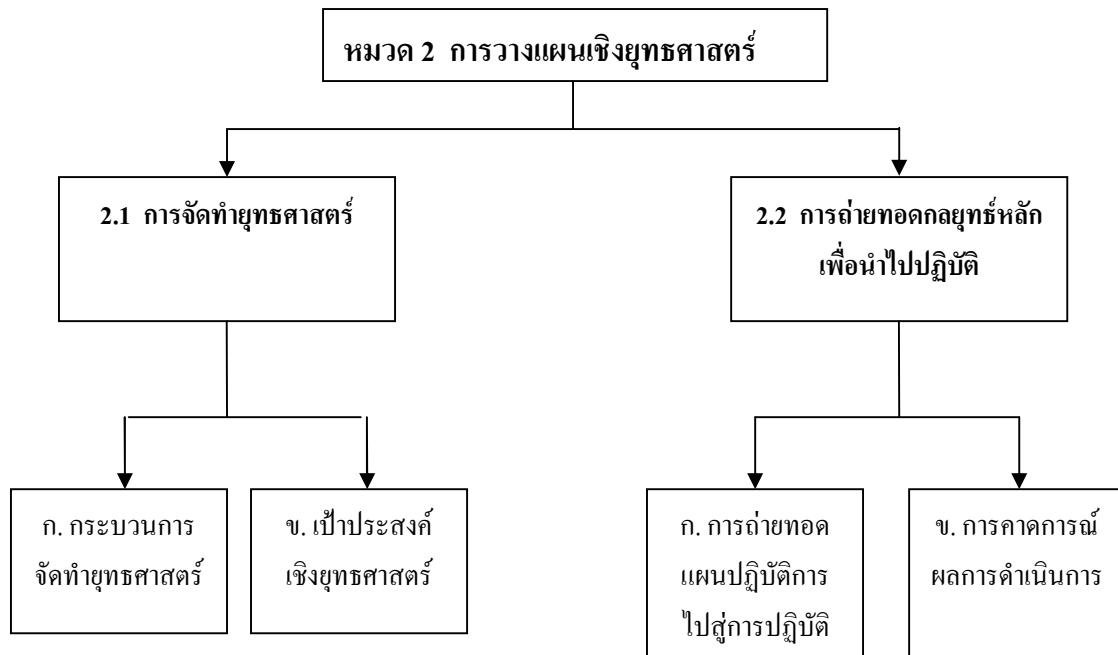 หมวด 2 การวางแผนเชิงยุทธศาสตร์
2.1 การจัดทำยุทธศาสตร์
2.2 การถ่ายทอดกลยุทธ์หลัก
เพื่อนำไปปฏิบัติ
ก. กระบวนการ
จัดทำยุทธศาสตร์
ข. เป้าประสงค์
เชิงยุทธศาสตร์
ก. การถ่ายทอด
แผนปฏิบัติการ
ไปสู่การปฏิบัติ
ข. การคาดการณ์
ผลการดำเนินการ